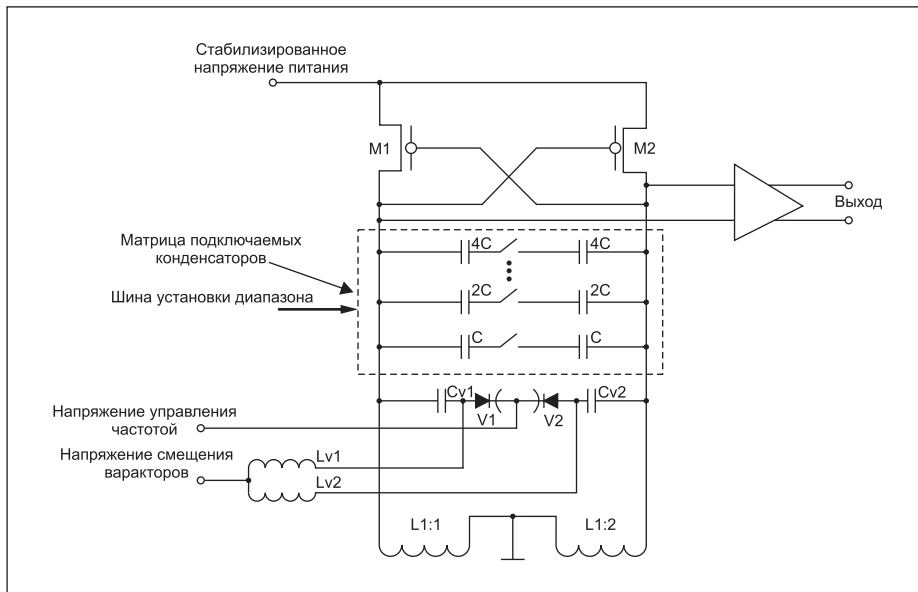 Стабилизированное
напряжение питания
M1
M2
Выход
Матрица подключаемых
конденсаторов
Шина установки диапазона
4C
4C
2C
2C
C
C
Cv1
Cv2
V1
V2
Напряжение управления
частотой
Напряжение смещения
варакторов
Lv1
Lv2
L1:1
L1:2